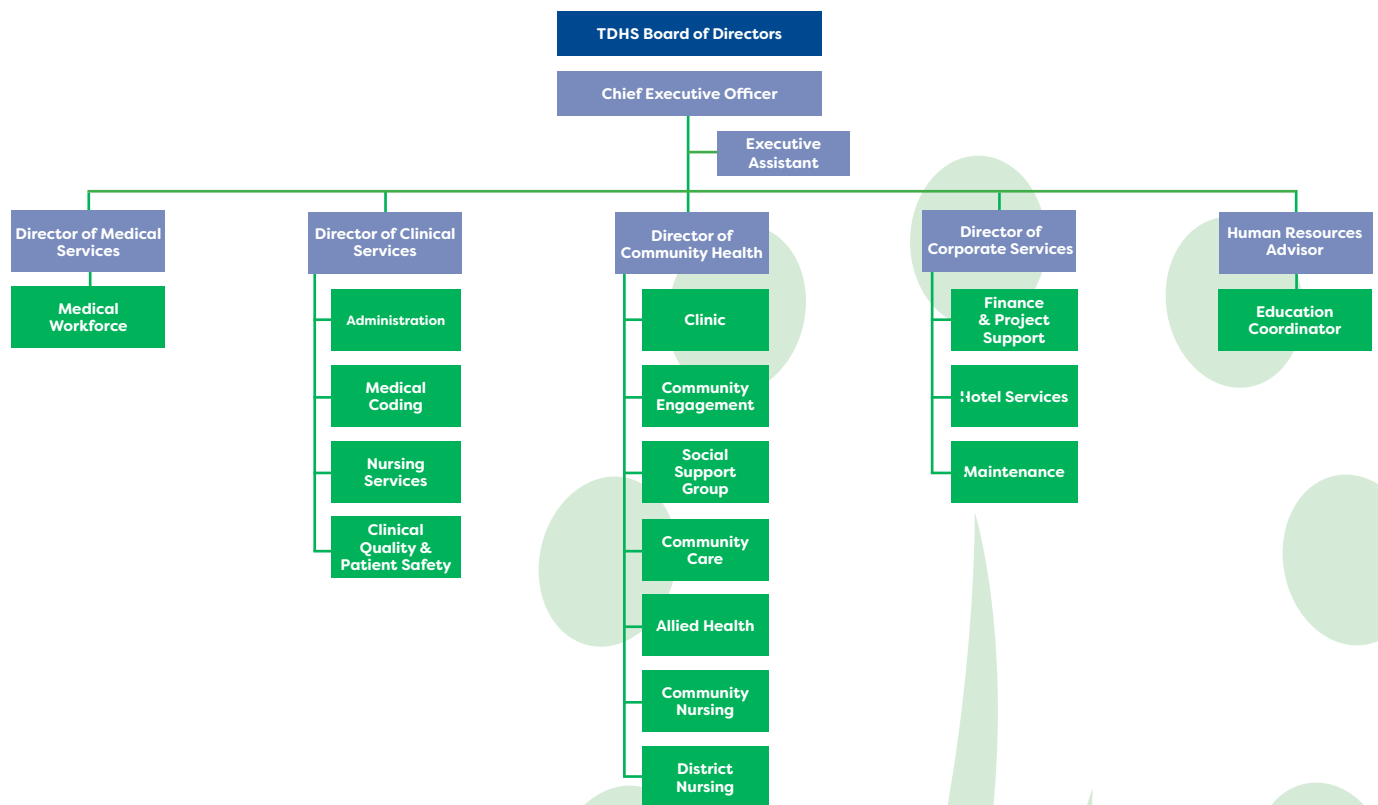 TDHS Board of Directors
Chief Executive Officer
Executive
Assistant
Director of Medical
Services
Medical
Workforce
Director of Clinical
Services
Administration
Medical
Coding
Nursing
Services
Clinical
Quality &
Patient Safety
Director of
Community Health
Clinic
Community
Engagement
Social
Support
Group
Community
Care
Allied Health
Community
Nursing
District
Nursing
Director of
Corporate Services
Finance
& Project
Support
Hotel Services
Maintenance
Human Resources
Advisor
Education
Coordinator